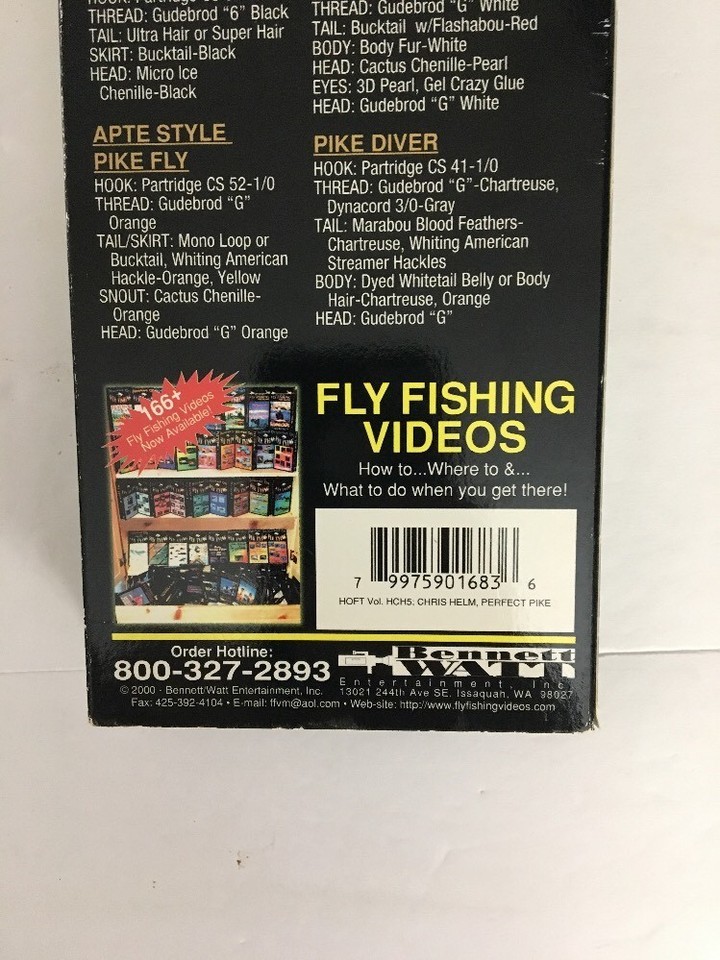 THREAD: Gudebrod "6" Black
TAIL: Ultra Hair or Super Hair
SKIRT: Bucktail-Black
HEAD: Micro Ice
Chenille-Black
APTE STYLE
PIKE FLY
HOOK: Partridge CS 52-1/0
THREAD: Gudebrod "G"
Orange
TAIL/SKIRT: Mono Loop or
Bucktail, Whiting American
Hackle-Orange, Yellow
SNOUT: Cactus Chenille-
Orange
HEAD: Gudebrod "G" Orange
THREAD: Gudebrod "G" White
TAIL: Bucktail w/Flashabou-Red
BODY: Body Fur-White
HEAD: Cactus Chenille-Pearl
EYES: 3D Pearl, Gel Crazy Glue
HEAD: Gudebrod "G" White
PIKE DIVER
HOOK: Partridge CS 41-1/0
THREAD: Gudebrod "G"-Chartreuse,
Dynacord 3/0-Gray
TAIL: Marabou Blood Feathers-
Chartreuse, Whiting American
Streamer Hackles
BODY: Dyed Whitetail Belly or Body
Hair-Chartreuse, Orange
HEAD: Gudebrod "G"
166+
Fly Fishing Videos
Now Available!
FLY FISHING
VIDEOS
How to...Where to &...
What to do when you get there!
7 9975901683 6
HOFT Vol. HCH5: CHRIS HELM, PERFECT PIKE
Order Hotline:
800-327-2893
Bennett
WATT
Entertainment, Inc.
© 2000 - Bennett/Watt Entertainment, Inc. 13021 244th Ave SE, Issaquah, WA 98027
Fax: 425-392-4104 • E-mail: ffvm@aol.com • Web-site: http://www.flyfishingvideos.com